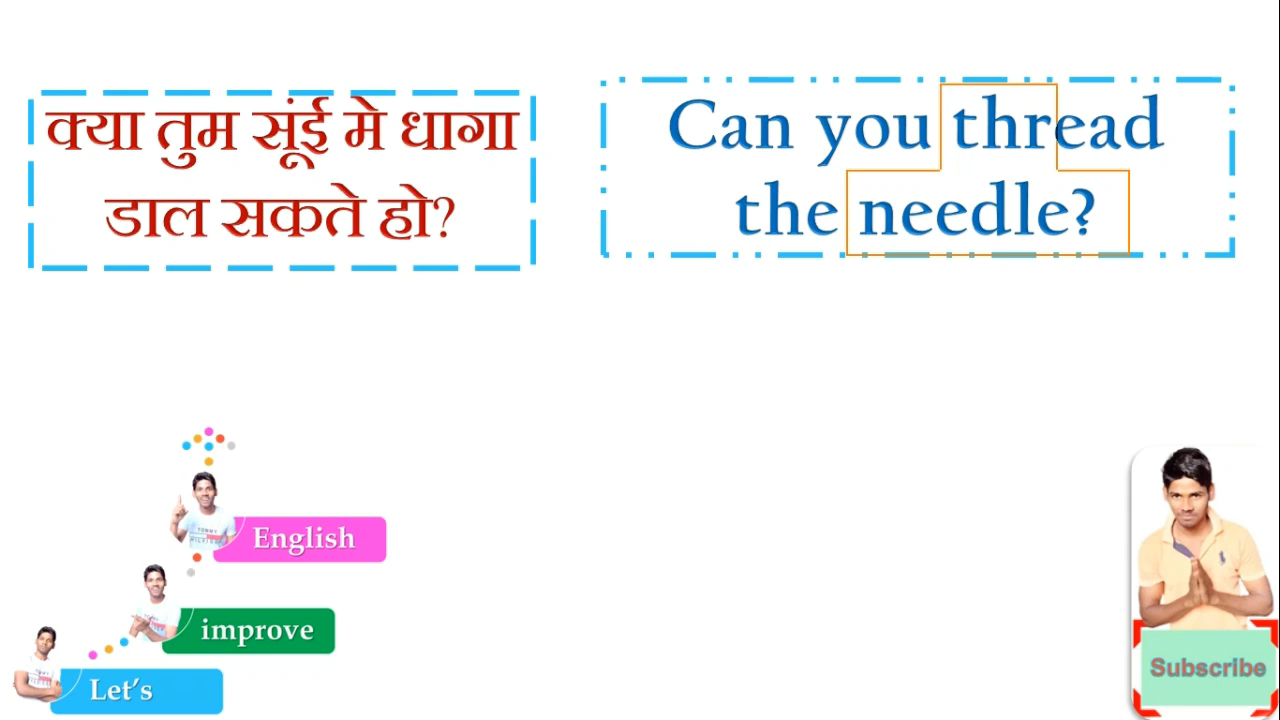 क्या तुम सूंई मे धागा
डाल सकते हो?
Can you thread
the needle?
English
improve
Let's
Subscribe